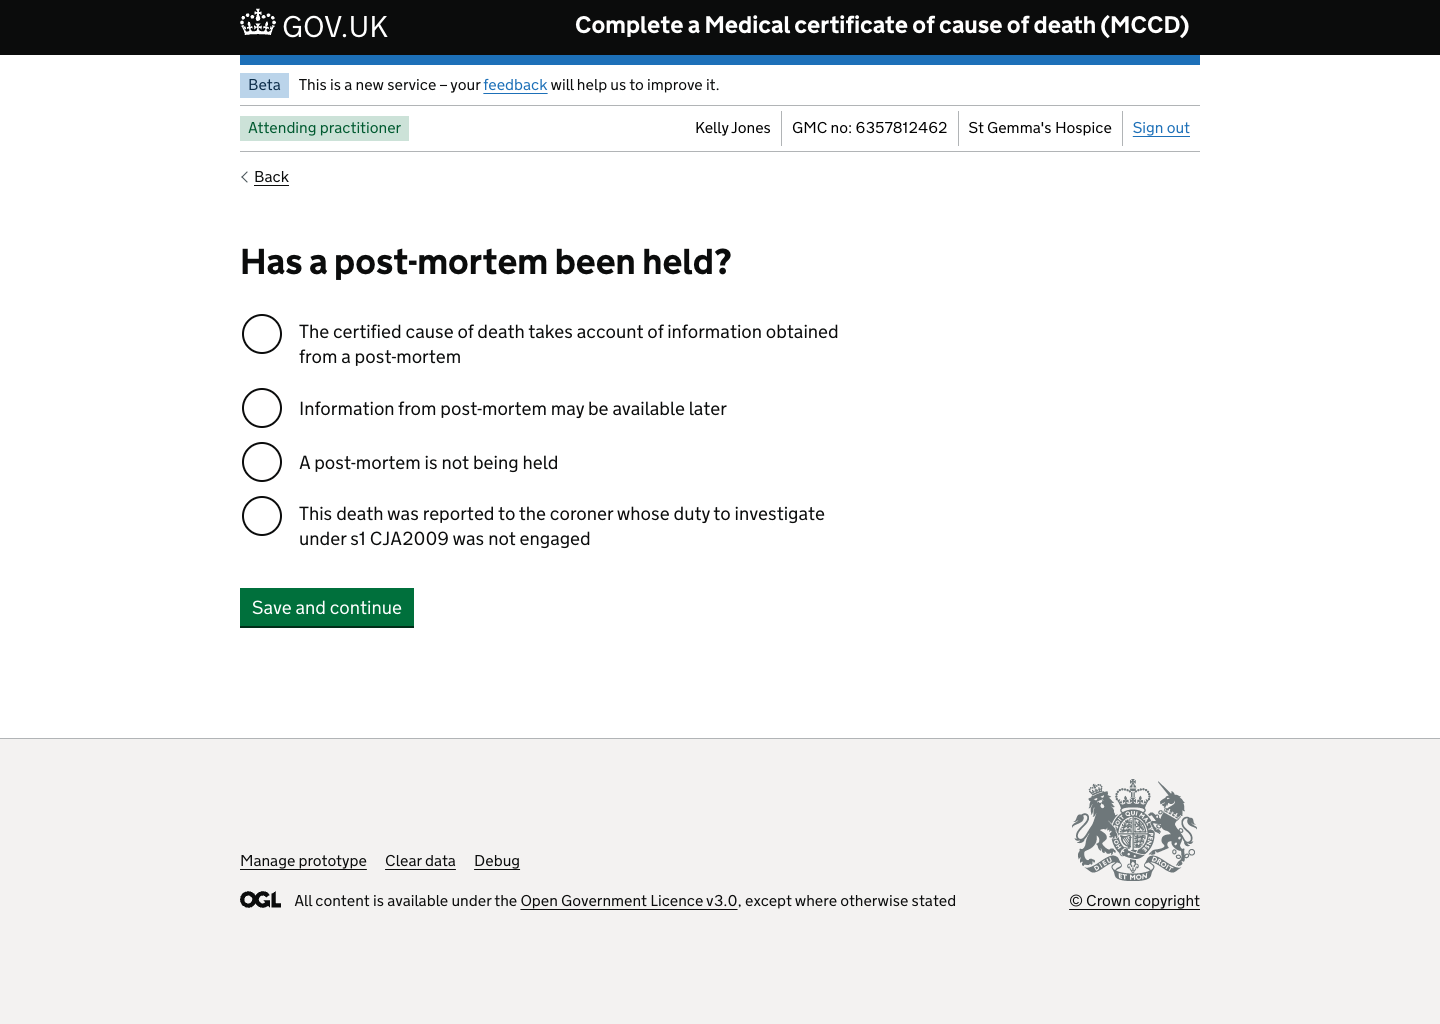 GOV.UK
Complete a Medical certificate of cause of death (MCCD)
Beta
This is a new service – your feedback will help us to improve it.
Attending practitioner
Kelly Jones
GMC no: 6357812462
St Gemma's Hospice
Sign out
Back
Has a post-mortem been held?
The certified cause of death takes account of information obtained
from a post-mortem
Information from post-mortem may be available later
A post-mortem is not being held
This death was reported to the coroner whose duty to investigate
under s1 CJA2009 was not engaged
Save and continue
Manage prototype
Clear data
Debug
OGL
All content is available under the Open Government Licence v3.0, except where otherwise stated
DIEU ET MON DROIT
© Crown copyright